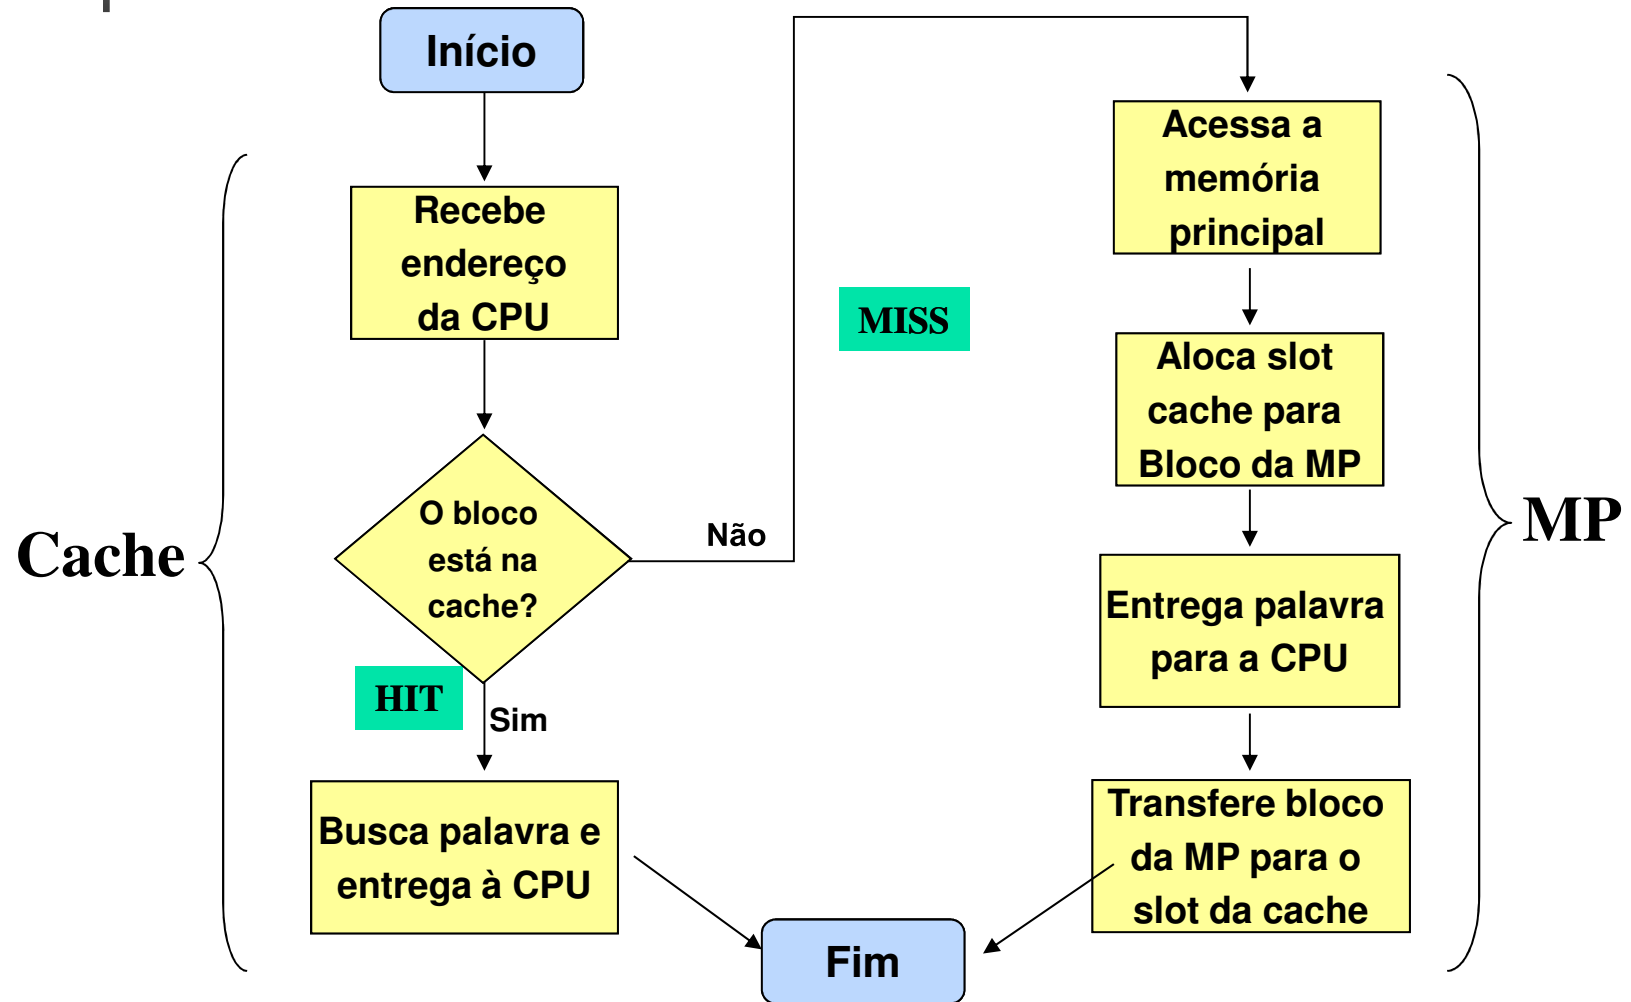 Início
Recebe
endereço
da CPU
O bloco
está na
cache?
Não
HIT
Sim
Busca palavra e
entrega à CPU
Cache
MISS
Acessa a
memória
principal
Aloca slot
cache para
Bloco da MP
Entrega palavra
para a CPU
Transfere bloco
da MP para o
slot da cache
MP
Fim